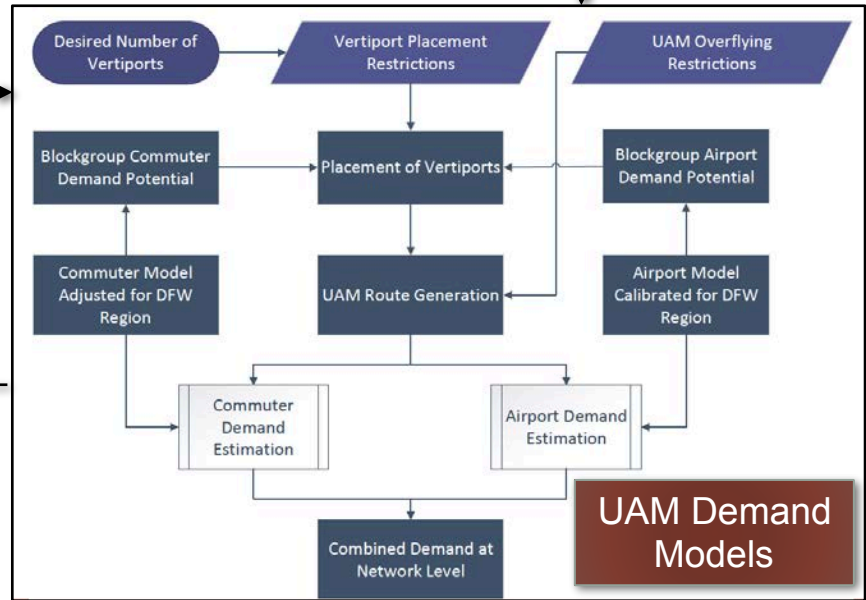 Desired Number of
Vertiports
Vertiport Placement
Restrictions
UAM Overflying
Restrictions
Blockgroup Commuter
Demand Potential
Placement of Vertiports
Blockgroup Airport
Demand Potential
Commuter Model
Adjusted for DFW
Region
UAM Route Generation
Airport Model
Calibrated for DFW
Region
Commuter
Demand
Estimation
Airport Demand
Estimation
Combined Demand at
Network Level
UAM Demand
Models